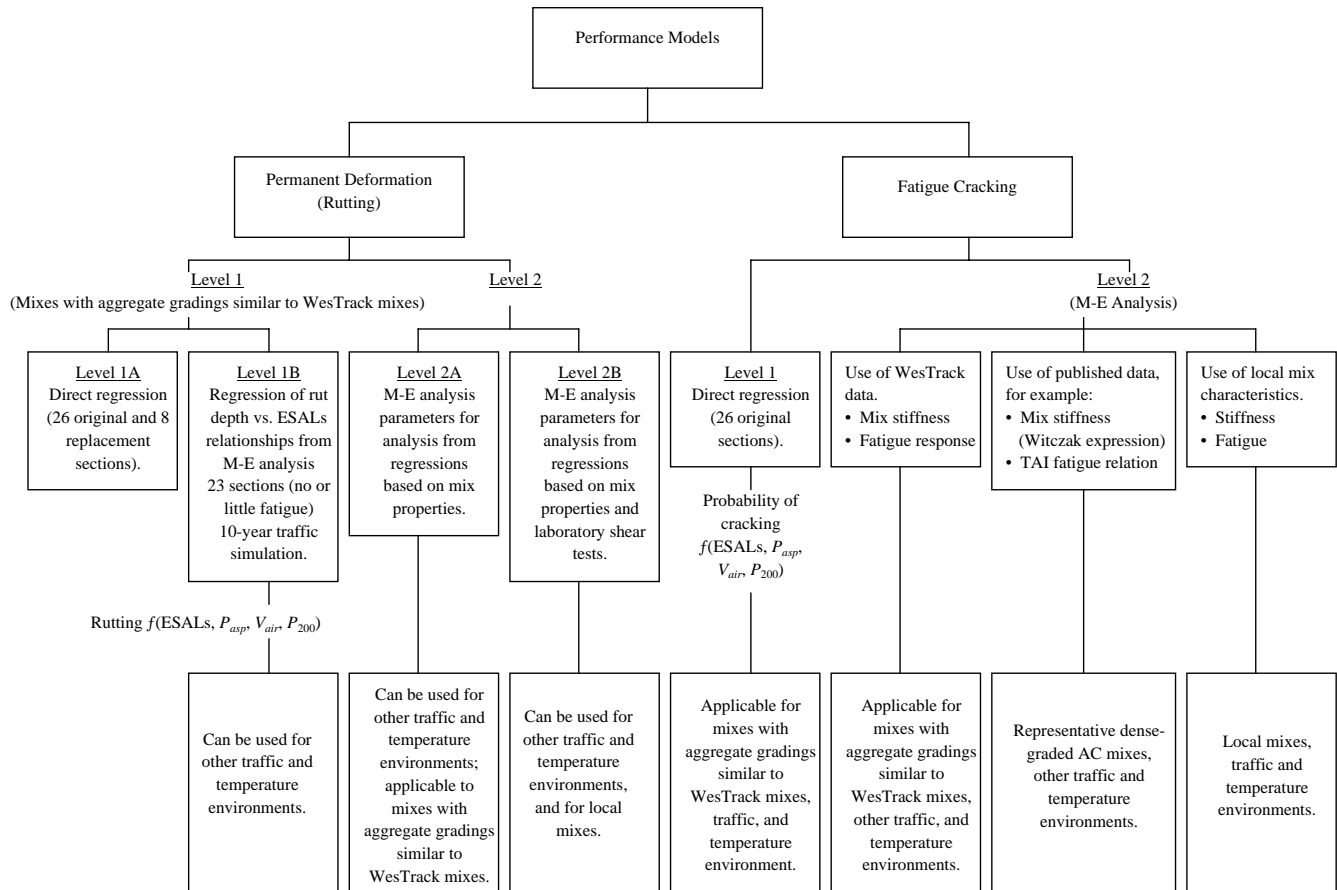 Performance Models
Permanent Deformation
(Rutting)
Fatigue Cracking
Level 1
(Mixes with aggregate gradings similar to WesTrack mixes)
Level 2
Level 2
(M-E Analysis)
Level 1A
Direct regression
(26 original and 8
replacement
sections).
Level 1B
Regression of rut
depth vs. ESALs
relationships from
M-E analysis
23 sections (no or
little fatigue)
10-year traffic
simulation.
Level 2A
M-E analysis
parameters for
analysis from
regressions
based on mix
properties.
Level 2B
M-E analysis
parameters for
analysis from
regressions
based on mix
properties and
laboratory shear
tests.
Level 1
Direct regression
(26 original
sections).
Use of WesTrack
data.
• Mix stiffness
• Fatigue response
Use of published data,
for example:
• Mix stiffness
(Witczak expression)
• TAI fatigue relation
Use of local mix
characteristics.
• Stiffness
• Fatigue
Rutting f(ESALs, P_asp, V_air, P_200)
Probability of
cracking
f(ESALs, P_asp,
V_air, P_200)
Can be used for
other traffic and
temperature
environments.
Can be used for
other traffic and
temperature
environments;
applicable to
mixes with
aggregate gradings
similar to
WesTrack mixes.
Can be used for
other traffic and
temperature
environments,
and for local
mixes.
Applicable for
mixes with
aggregate gradings
similar to
WesTrack mixes,
traffic, and
temperature
environment.
Applicable for
mixes with
aggregate gradings
similar to
WesTrack mixes,
other traffic, and
temperature
environments.
Representative dense-
graded AC mixes,
other traffic and
temperature
environments.
Local mixes,
traffic and
temperature
environments.